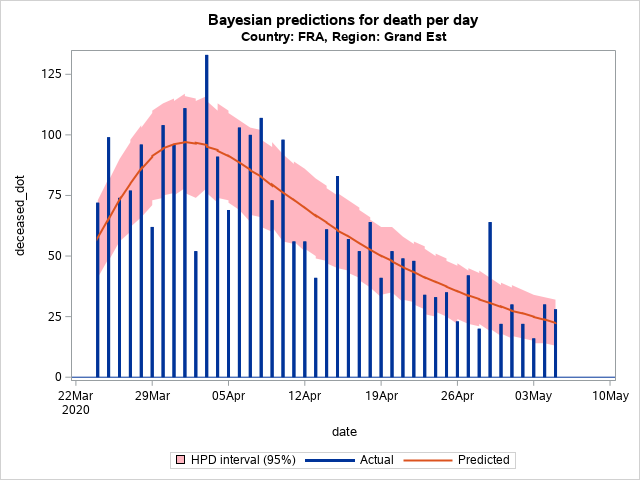 Bayesian predictions for death per day
Country: FRA, Region: Grand Est
deceased_dot
125
100
75
50
25
0
22Mar 29Mar 05Apr 12Apr 19Apr 26Apr 03May 10May
2020
date
HPD interval (95%) Actual Predicted